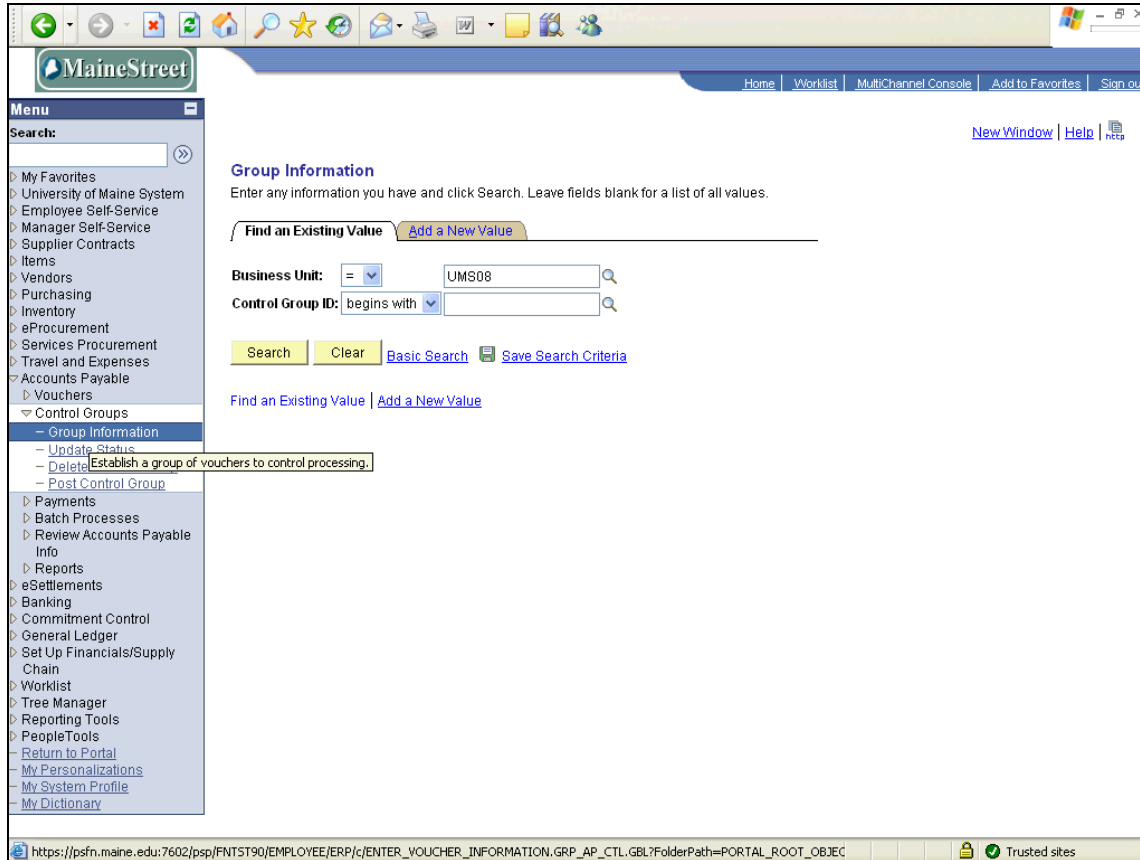 MaineStreet
Home | Worklist | MultiChannel Console | Add to Favorites | Sign ou
Menu
Search:
New Window | Help | http
My Favorites
University of Maine System
Employee Self-Service
Manager Self-Service
Supplier Contracts
Items
Vendors
Purchasing
Inventory
eProcurement
Services Procurement
Travel and Expenses
Accounts Payable
Vouchers
Control Groups
Group Information
Update Status
Delete
Establish a group of vouchers to control processing.
Post Control Group
Payments
Batch Processes
Review Accounts Payable
Info
Reports
eSettlements
Banking
Commitment Control
General Ledger
Set Up Financials/Supply
Chain
Worklist
Tree Manager
Reporting Tools
PeopleTools
Return to Portal
My Personalizations
My System Profile
My Dictionary
Group Information
Enter any information you have and click Search. Leave fields blank for a list of all values.
Find an Existing Value Add a New Value
Business Unit: = UMS08
Control Group ID: begins with
Search Clear Basic Search Save Search Criteria
Find an Existing Value | Add a New Value
https://psfn.maine.edu:7602/psp/FNTST90/EMPLOYEE/ERP/c/ENTER_VOUCHER_INFORMATION.GRP_AP_CTL.GBL?FolderPath=PORTAL_ROOT_OBJEC Trusted sites